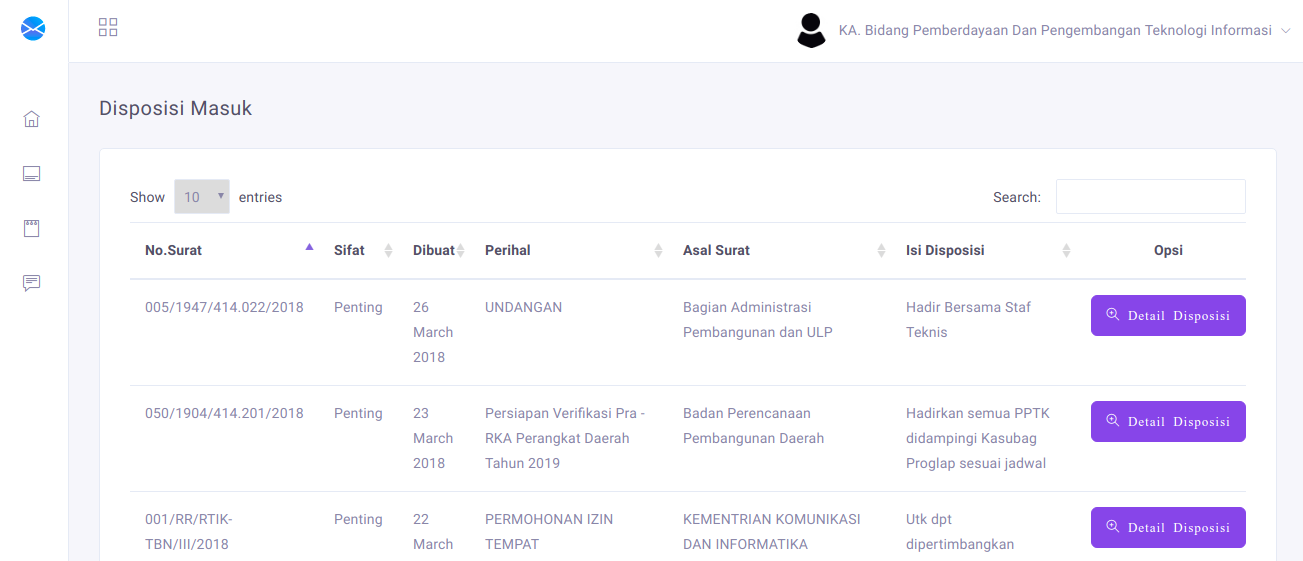 KA. Bidang Pemberdayaan Dan Pengembangan Teknologi Informasi
Disposisi Masuk
Show 10 entries
Search:
No.Surat Sifat Dibuat Perihal Asal Surat Isi Disposisi Opsi
005/1947/414.022/2018 Penting 26 UNDANGAN Bagian Administrasi Hadir Bersama Staf Detail Disposisi
March Pembangunan dan ULP Teknis
2018
050/1904/414.201/2018 Penting 23 Persiapan Verifikasi Pra - Badan Perencanaan Hadirkan semua PPTK Detail Disposisi
March RKA Perangkat Daerah Pembangunan Daerah didampingi Kasubag
2018 Tahun 2019 Proglap sesuai jadwal
001/RR/RTIK- Penting 22 PERMOHONAN IZIN KEMENTRIAN KOMUNIKASI Utk dpt Detail Disposisi
TBN/III/2018 March TEMPAT DAN INFORMATIKA dipertimbangkan